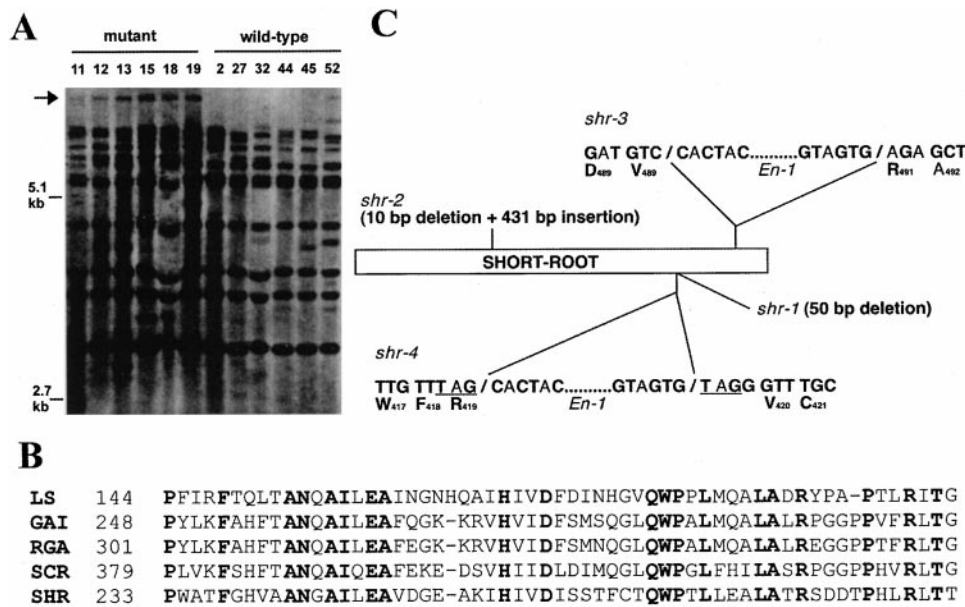 A
mutant wild-type
11 12 13 15 18 19 2 27 32 44 45 52
5.1
kb
2.7
kb
C
shr-3
GAT GTC / CACTAC..........GTAGTG / AGA GCT
D489 V489 En-1 R491 A492
shr-2
(10 bp deletion + 431 bp insertion)
SHORT-ROOT
shr-1 (50 bp deletion)
shr-4
TTG TTTTAG / CACTAC..........GTAGTG / TAGG GTTT TGC
W417 F418 R419 En-1 V420 C421
B
LS 144 PFIRFTQLTANQAILEAINGNHQAIHIVDFDINHGVQWPPLMQALADRYPA-PTLRITG
GAI 248 PYLKFAHFTANQAILEAFQGK-KRVHVIDFSMSQGLQWPALMQALALRPGGPPVFRLTG
RGA 301 PYLKFAHFTANQAILEAFEGK-KRVHVIDFSMNQGLQWPALMQALALREGGPPTFRLTG
SCR 379 PLVKFSHFTANQAIQEAFEKE-DSVHIIDLDIMQGLQWPGLFHILASRPGGPPHVRLTG
SHR 233 PWATFGHVAANGAILEAVDGE-AKIHIVDISSTFCTQWPTLLEALATRSDDTPHLRLTT